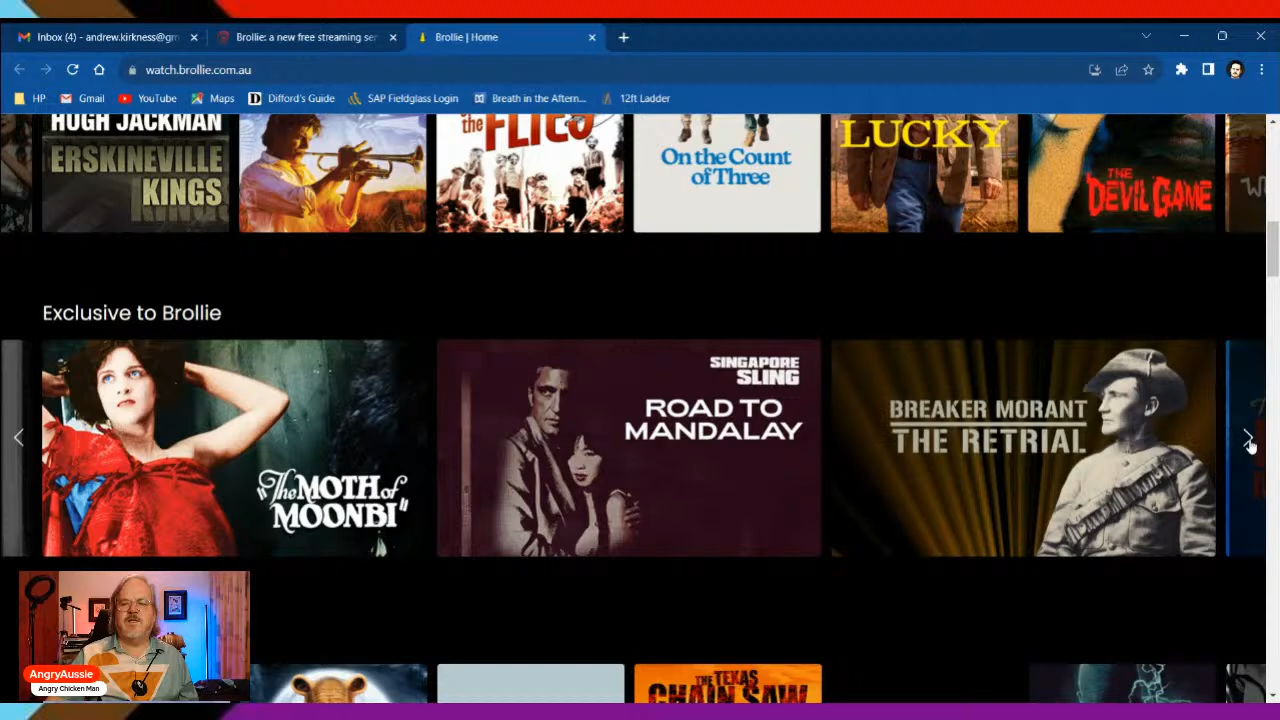 Inbox (4) - andrew.kirkness@gm
Brollie: a new free streaming ser
Brollie | Home
watch.brollie.com.au
HP
Gmail
YouTube
Maps
Difford's Guide
SAP Fieldglass Login
Breath in the Aftern...
12ft Ladder
HUGH JACKMAN
ERSKINEVILLE
KINGS
the FLIES
On the Count
of Three
LUCKY
THE
DEVIL GAME
Exclusive to Brollie
"The MOTH of
MOONBI"
SINGAPORE
SLING
ROAD TO
MANDALAY
BREAKER MORANT
THE RETRIAL
AngryAussie
Angry Chicken Man
THE TEXAS
CHAIN SAW